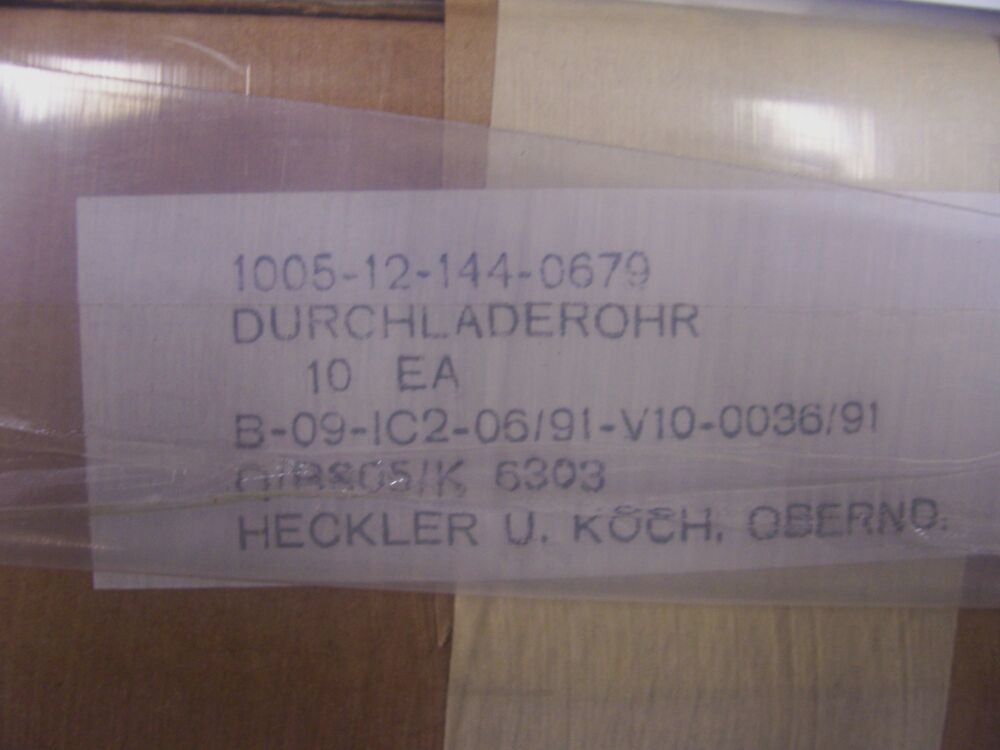 1005-12-144-0679
DURCHLADEROHR
10 EA
B-09-IC2-06/91-V10-0036/91
6303
HECKLER U. KOCH, OBERND.